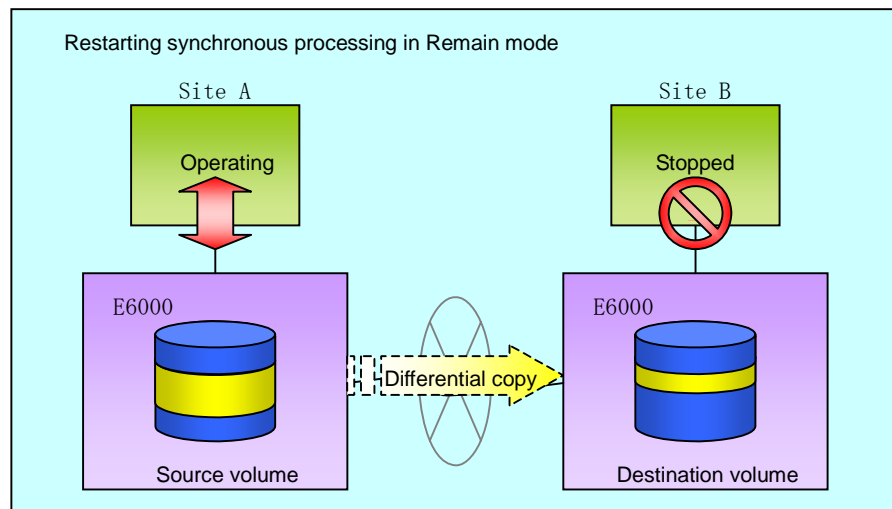 Restarting synchronous processing in Remain mode
Site A
Site B
Operating
Stopped
E6000
E6000
Differential copy
Source volume
Destination volume